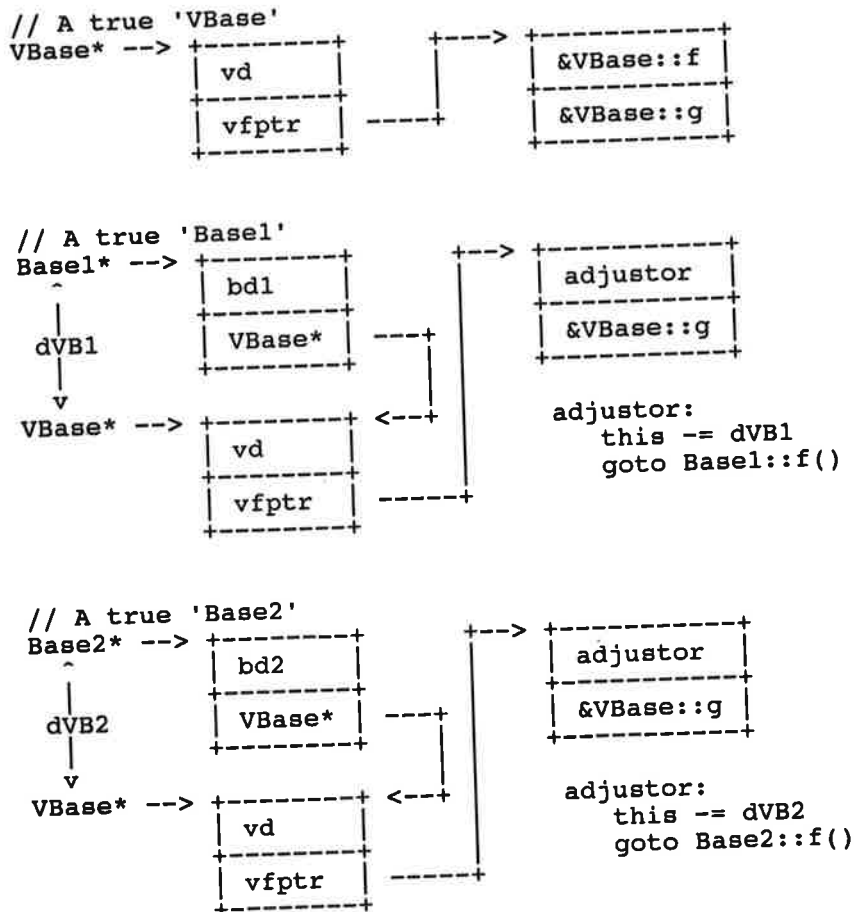 // A true 'VBase'
VBase* --> +---------+ +---> +-----------+
| vd | | | &VBase::f |
+---------+ | +-----------+
| vfptr | -----+ | &VBase::g |
+---------+ +-----------+
// A true 'Base1'
Base1* --> +---------+ +--> +-----------+
^ | bd1 | | | adjustor |
| +---------+ | +-----------+
dVB1 | VBase* | ---+ | | &VBase::g |
| +---------+ | | +-----------+
v | |
VBase* --> +---------+ <--+ | adjustor:
| vd | | this -= dVB1
+---------+ | goto Base1::f()
| vfptr | -----+
+---------+
// A true 'Base2'
Base2* --> +---------+ +--> +-----------+
^ | bd2 | | | adjustor |
| +---------+ | +-----------+
dVB2 | VBase* | ---+ | | &VBase::g |
| +---------+ | | +-----------+
v | |
VBase* --> +---------+ <--+ | adjustor:
| vd | | this -= dVB2
+---------+ | goto Base2::f()
| vfptr | -----+
+---------+